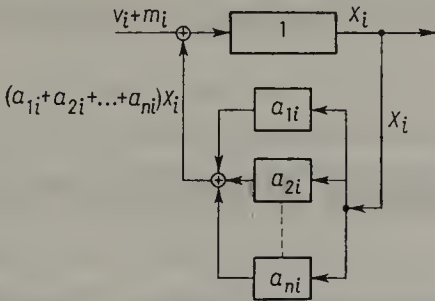 v_i+m_i
1
X_i
(a_{1i}+a_{2i}+...+a_{ni})X_i
a_{1i}
X_i
a_{2i}
a_{ni}